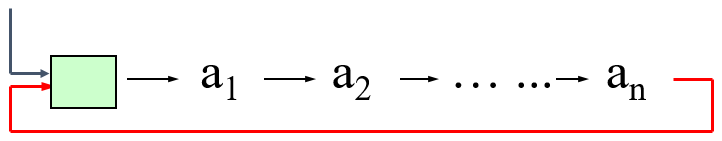 a₁ a₂ … ... aₙ